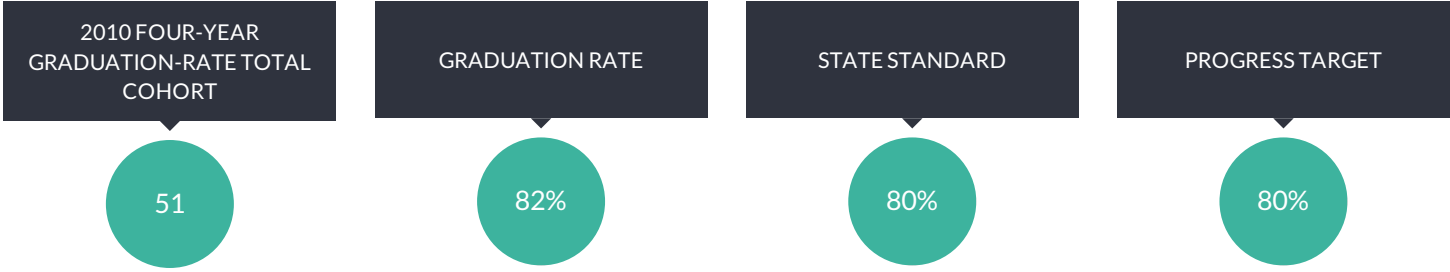 2010 FOUR-YEAR
GRADUATION-RATE TOTAL
COHORT
51
GRADUATION RATE
82%
STATE STANDARD
80%
PROGRESS TARGET
80%